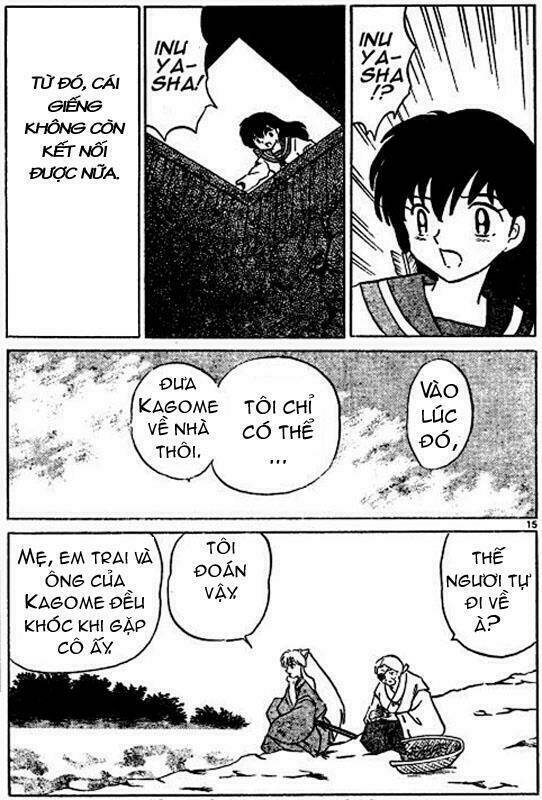 INU
YA-
SHA
!?
INU
YA-
SHA!
TỪ ĐÓ, CÁI
GIẾNG
KHÔNG CÒN
KẾT NỐI
ĐƯỢC NỮA.
VÀO
LÚC
ĐÓ,
TÔI CHỈ
CÓ THỂ
...
ĐƯA
KAGOME
VỀ NHÀ
THÔI.
15
THẾ
NGƯƠI TỰ
ĐI VỀ
À?
TÔI
ĐOÁN
VẬY.
MẸ, EM TRAI VÀ
ÔNG CỦA
KAGOME ĐỀU
KHÓC KHI GẶP
CÔ ẤY.